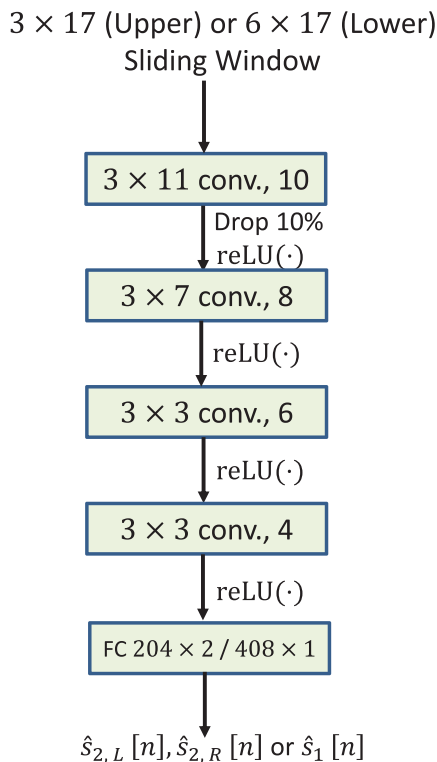 3 × 17 (Upper) or 6 × 17 (Lower)
Sliding Window
3 × 11 conv., 10
Drop 10%
reLU(·)
3 × 7 conv., 8
reLU(·)
3 × 3 conv., 6
reLU(·)
3 × 3 conv., 4
reLU(·)
FC 204 × 2 / 408 × 1
ŝ₂, L [n], ŝ₂, R [n] or ŝ₁ [n]